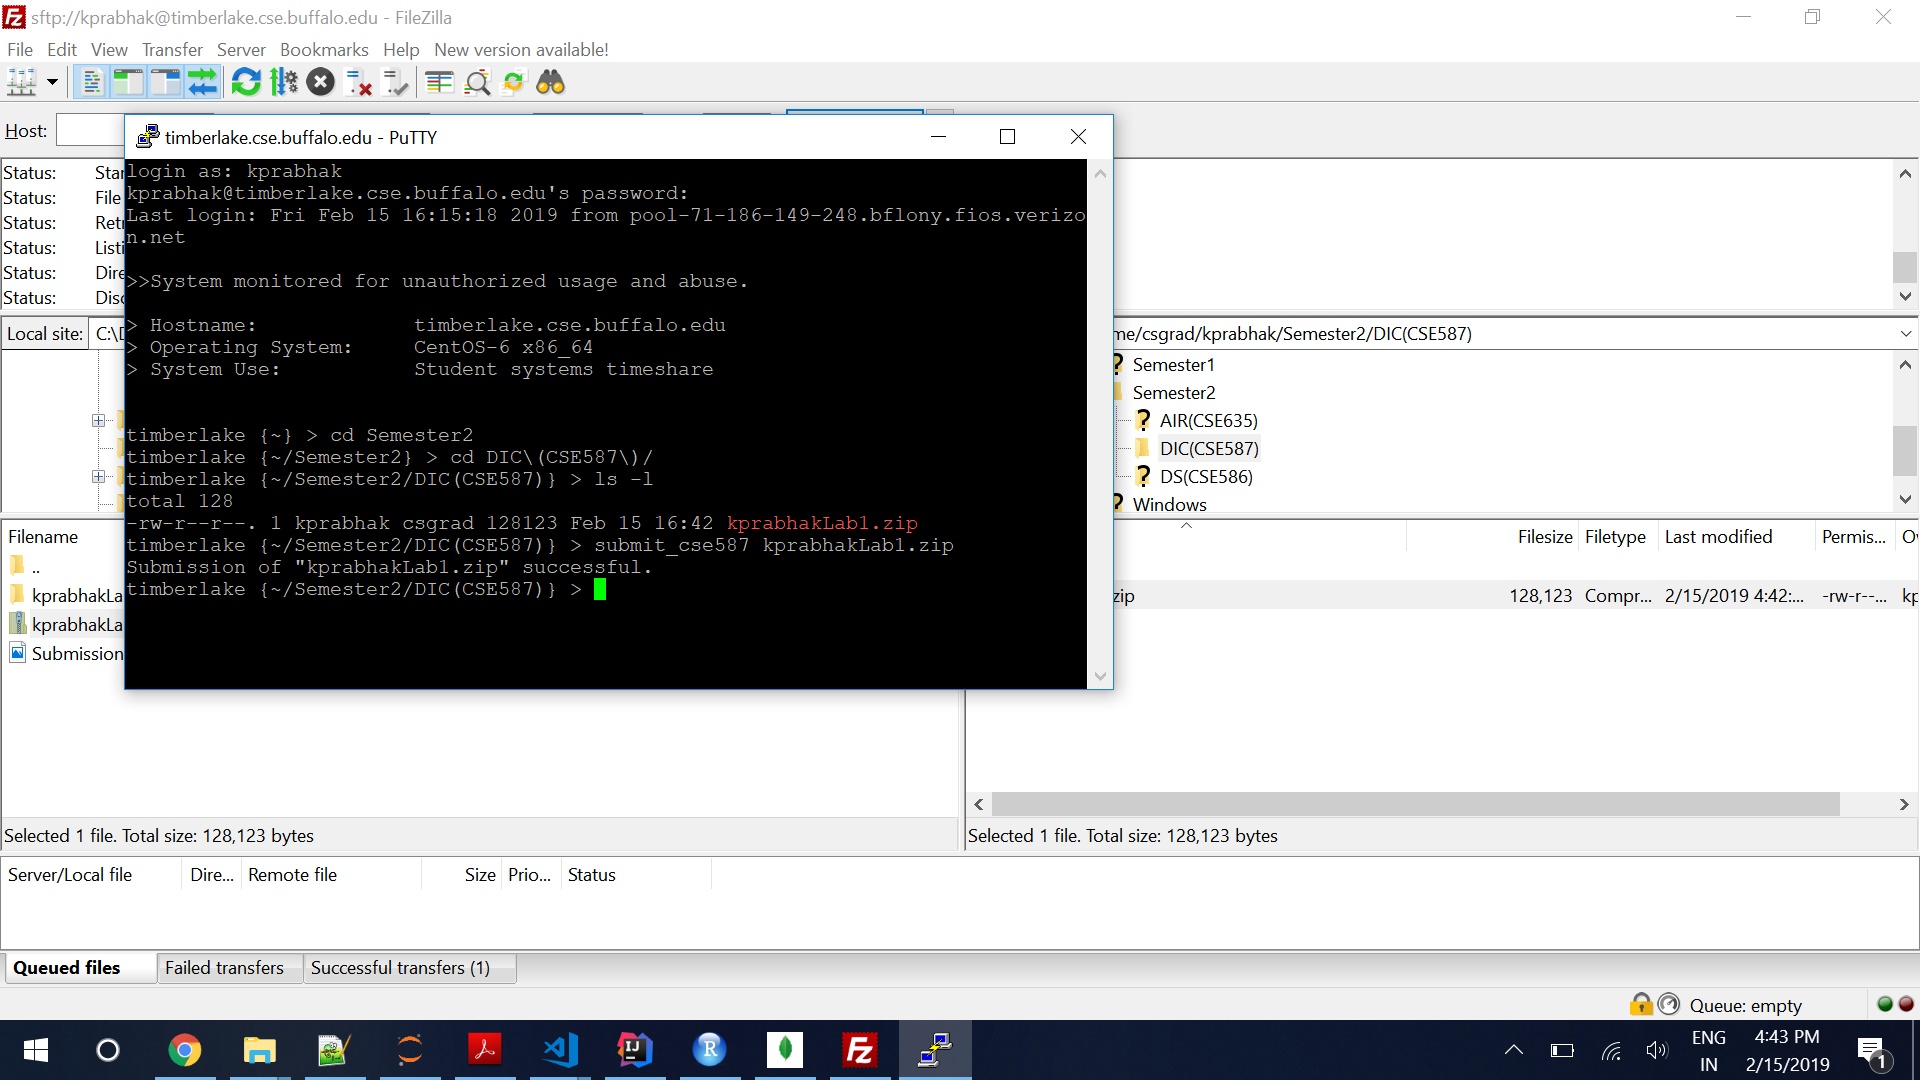 sftp://kprabhak@timberlake.cse.buffalo.edu - FileZilla
File Edit View Transfer Server Bookmarks Help New version available!
Host:
timberlake.cse.buffalo.edu - PuTTY
login as: kprabhak
kprabhak@timberlake.cse.buffalo.edu's password:
Last login: Fri Feb 15 16:15:18 2019 from pool-71-186-149-248.bflony.fios.verizo
n.net
>>System monitored for unauthorized usage and abuse.
> Hostname: timberlake.cse.buffalo.edu
> Operating System: CentOS-6 x86_64
> System Use: Student systems timeshare
timberlake {~} > cd Semester2
timberlake {~/Semester2} > cd DIC\(CSE587\)/
timberlake {~/Semester2/DIC(CSE587)} > ls -l
total 128
-rw-r--r--. 1 kprabhak csgrad 128123 Feb 15 16:42 kprabhakLab1.zip
timberlake {~/Semester2/DIC(CSE587)} > submit_cse587 kprabhakLab1.zip
Submission of "kprabhakLab1.zip" successful.
timberlake {~/Semester2/DIC(CSE587)} >
Status: Star
Status: File
Status: Retr
Status: Listi
Status: Dire
Status: Disc
Local site: C:\
me/csgrad/kprabhak/Semester2/DIC(CSE587)
Semester1
Semester2
AIR(CSE635)
DIC(CSE587)
DS(CSE586)
Windows
Filename
..
kprabhakLa
kprabhakLa
Submission
Filesize Filetype Last modified Permis... Ov
zip 128,123 Compr... 2/15/2019 4:42:... -rw-r--... kp
Selected 1 file. Total size: 128,123 bytes
Selected 1 file. Total size: 128,123 bytes
Server/Local file Dire... Remote file Size Prio... Status
Queued files Failed transfers Successful transfers (1)
Queue: empty
ENG
IN
4:43 PM
2/15/2019
1